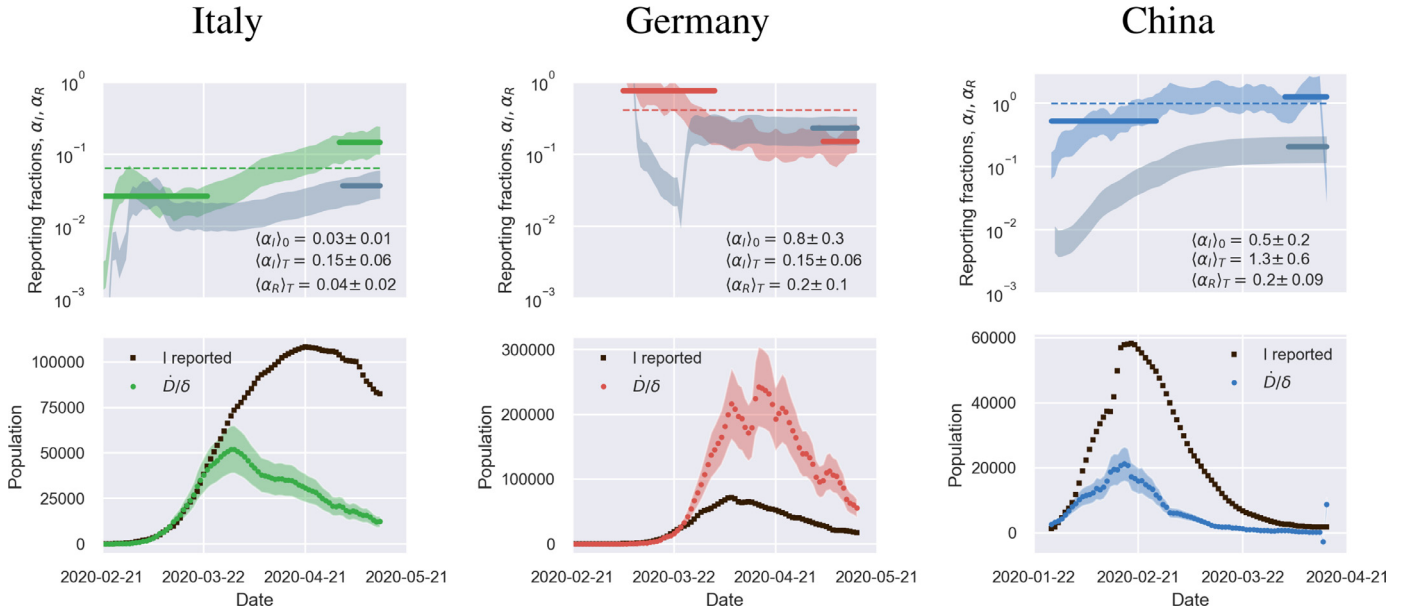 Italy
Germany
China
Reporting fractions, α_I, α_R
10^0
10^-1
10^-2
10^-3
⟨α_I⟩_0 = 0.03± 0.01
⟨α_I⟩_T = 0.15± 0.06
⟨α_R⟩_T = 0.04± 0.02
Reporting fractions, α_I, α_R
10^0
10^-1
10^-2
10^-3
⟨α_I⟩_0 = 0.8± 0.3
⟨α_I⟩_T = 0.15± 0.06
⟨α_R⟩_T = 0.2± 0.1
Reporting fractions, α_I, α_R
10^0
10^-1
10^-2
10^-3
⟨α_I⟩_0 = 0.5± 0.2
⟨α_I⟩_T = 1.3± 0.6
⟨α_R⟩_T = 0.2± 0.09
Population
100000
75000
50000
25000
0
I reported
Ḋ/δ
2020-02-21
2020-03-22
2020-04-21
2020-05-21
Date
Population
300000
200000
100000
0
I reported
Ḋ/δ
2020-02-21
2020-03-22
2020-04-21
2020-05-21
Date
Population
60000
40000
20000
0
I reported
Ḋ/δ
2020-01-22
2020-02-21
2020-03-22
2020-04-21
Date